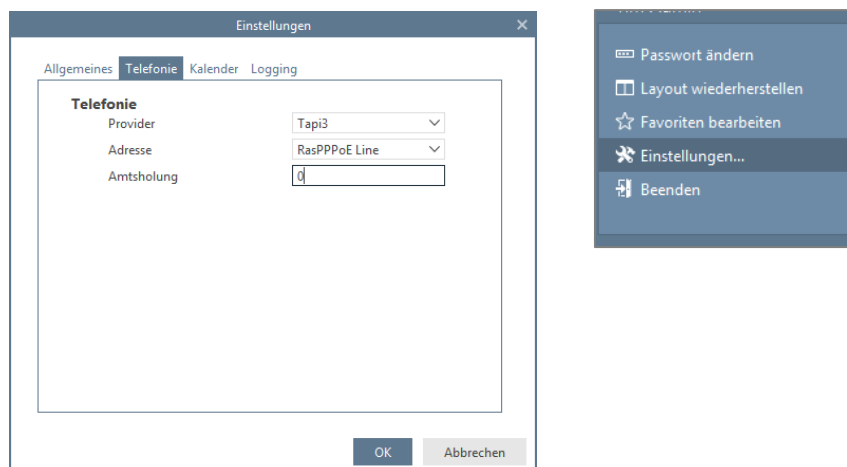 Einstellungen
Allgemeines Telefonie Kalender Logging
Telefonie
Provider Tapi3
Adresse RasPPPoE Line
Amtsholung 0
OK Abbrechen
Passwort ändern
Layout wiederherstellen
Favoriten bearbeiten
Einstellungen...
Beenden